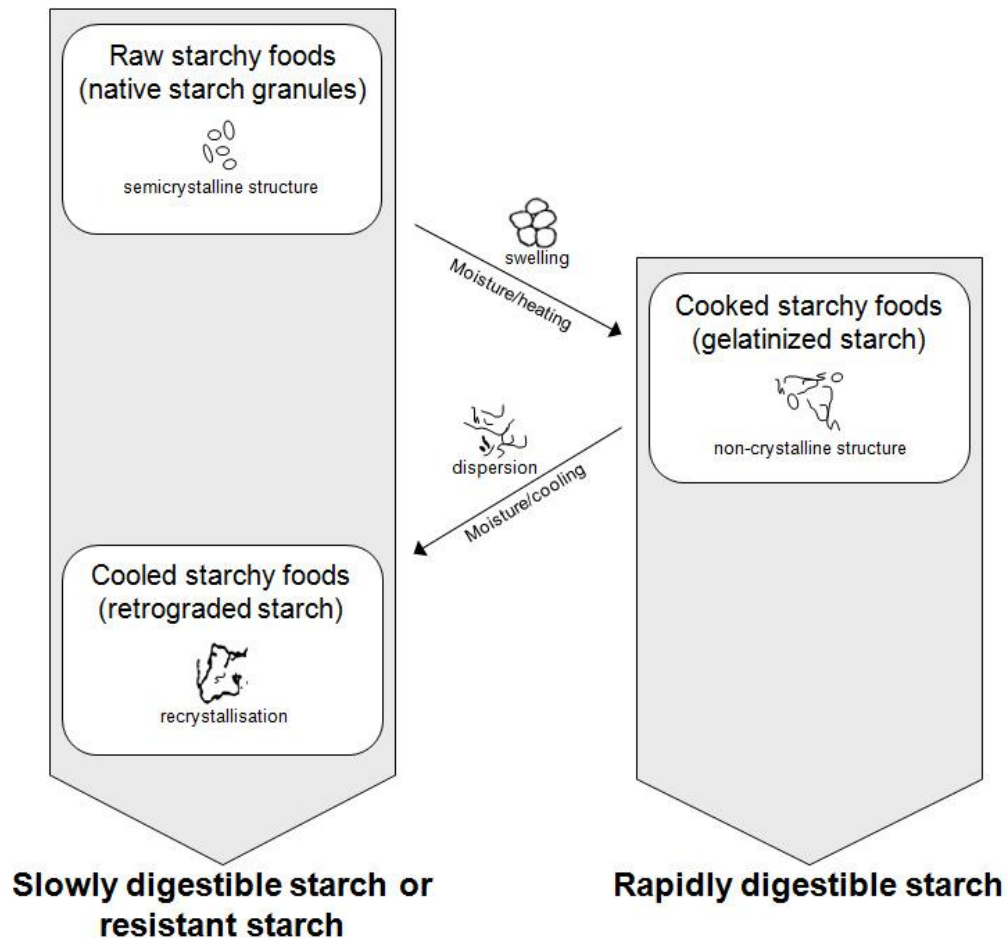 Raw starchy foods
(native starch granules)
semicrystalline structure
swelling
Moisture/heating
Cooked starchy foods
(gelatinized starch)
non-crystalline structure
dispersion
Moisture/cooling
Cooled starchy foods
(retrograded starch)
recrystallisation
Slowly digestible starch or
resistant starch
Rapidly digestible starch